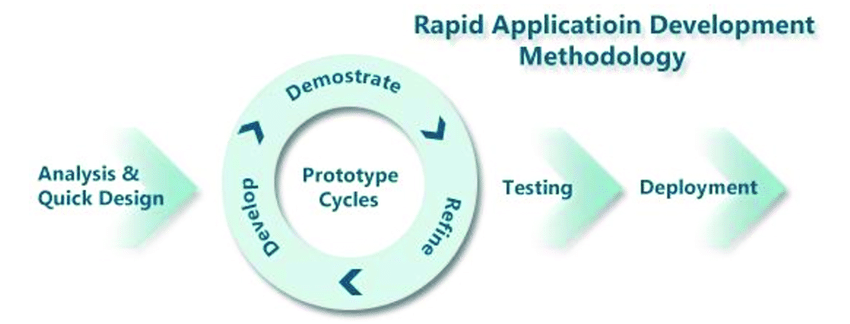 Rapid Applicatioin Development
Methodology
Analysis &
Quick Design
Demostrate
Develop
Refine
Prototype
Cycles
Testing
Deployment